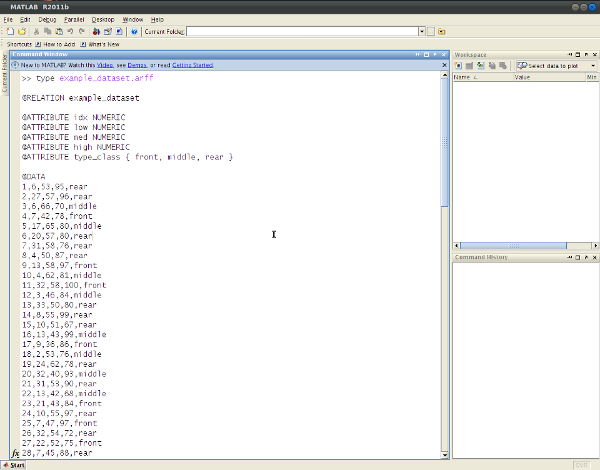 MATLAB R2011b
File Edit Debug Parallel Desktop Window Help
Current Folder:
Shortcuts How to Add What's New
Current Folder
Command Window
New to MATLAB? Watch this Video, see Demos, or read Getting Started.
>> type example_dataset.arff
@RELATION example_dataset
@ATTRIBUTE idx NUMERIC
@ATTRIBUTE low NUMERIC
@ATTRIBUTE med NUMERIC
@ATTRIBUTE high NUMERIC
@ATTRIBUTE type_class { front, middle, rear }
@DATA
1,6,53,95,rear
2,27,57,96,rear
3,6,66,70,middle
4,7,42,78,front
5,17,65,80,middle
6,20,57,80,rear
7,31,58,76,rear
8,4,50,87,rear
9,13,58,97,front
10,4,62,81,middle
11,32,58,100,front
12,3,46,84,middle
13,33,50,80,rear
14,8,55,99,rear
15,10,51,67,rear
16,13,43,99,middle
17,9,36,86,front
18,2,53,76,middle
19,24,62,78,rear
20,32,40,93,middle
21,31,53,90,rear
22,13,42,68,middle
23,21,43,84,front
24,10,55,97,rear
25,7,47,97,front
26,32,54,72,rear
27,22,52,75,front
28,7,45,88,rear
fx
Workspace
Select data to plot
Name Value Min
Command History
Start
OVR